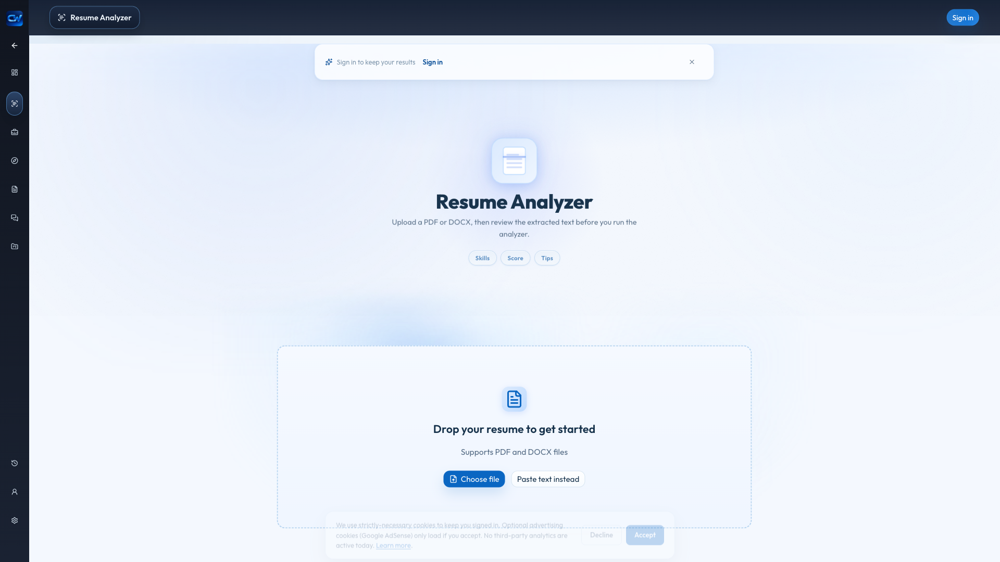 CW
Resume Analyzer
Sign in
Sign in to keep your results Sign in
Resume Analyzer
Upload a PDF or DOCX, then review the extracted text before you run the
analyzer.
Skills Score Tips
Drop your resume to get started
Supports PDF and DOCX files
Choose file Paste text instead
We use strictly-necessary cookies to keep you signed in. Optional advertising
cookies (Google AdSense) only load if you accept. No third-party analytics are
active today. Learn more.
Decline Accept